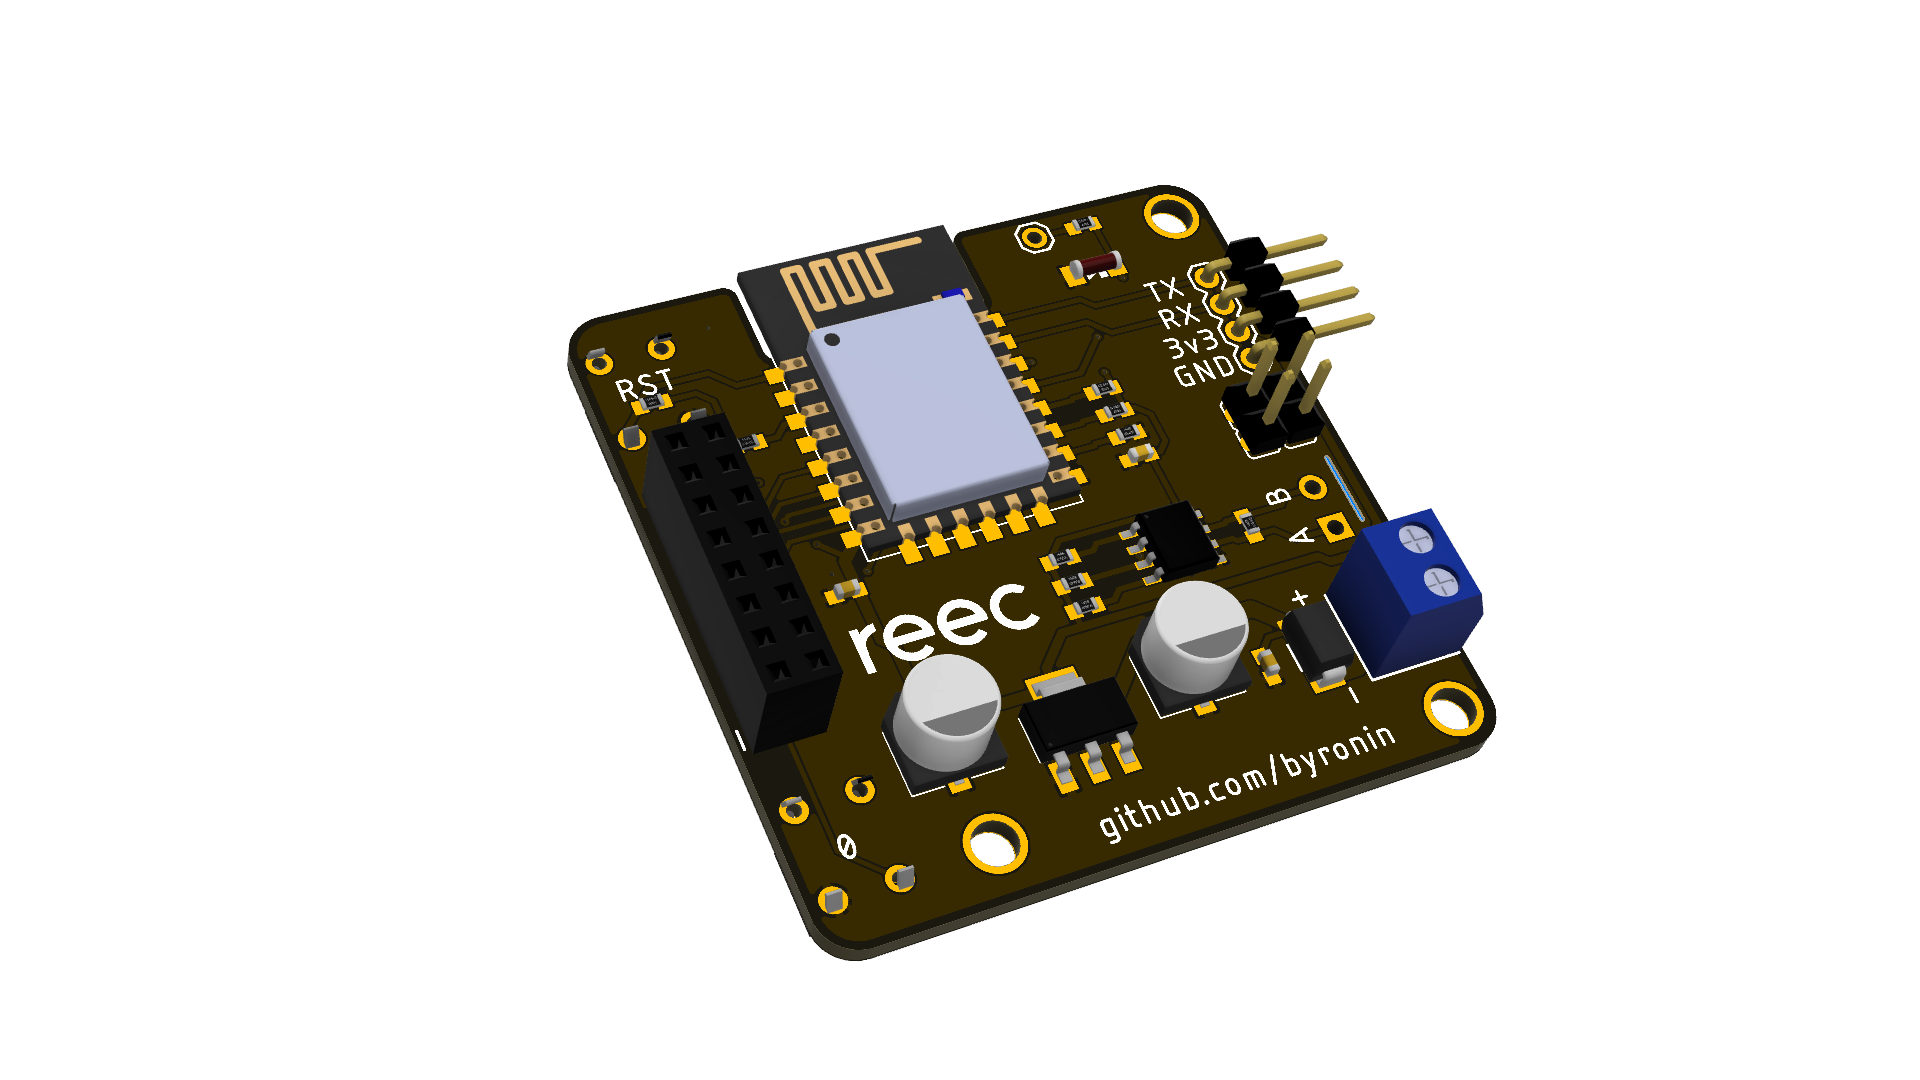 TX
RX
3v3
GND
RST
B
A
reec
+
-
github.com/byronin
0